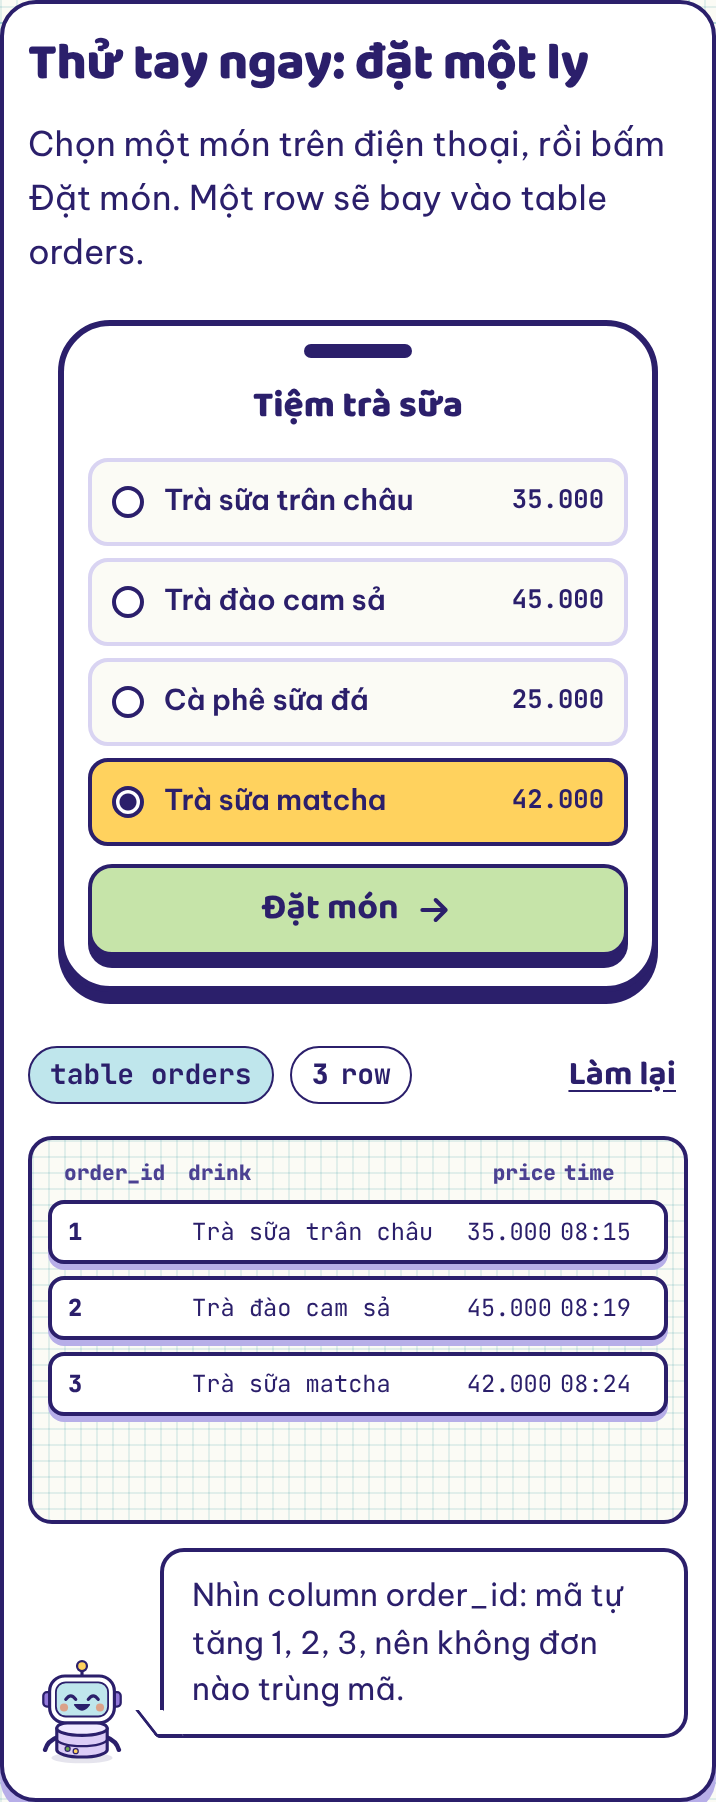 Thử tay ngay: đặt một ly
Chọn một món trên điện thoại, rồi bấm
Đặt món. Một row sẽ bay vào table
orders.
Tiệm trà sữa
Trà sữa trân châu 35.000
Trà đào cam sả 45.000
Cà phê sữa đá 25.000
Trà sữa matcha 42.000
Đặt món →
table orders 3 row Làm lại
order_id drink price time
1 Trà sữa trân châu 35.000 08:15
2 Trà đào cam sả 45.000 08:19
3 Trà sữa matcha 42.000 08:24
Nhìn column order_id: mã tự
tăng 1, 2, 3, nên không đơn
nào trùng mã.